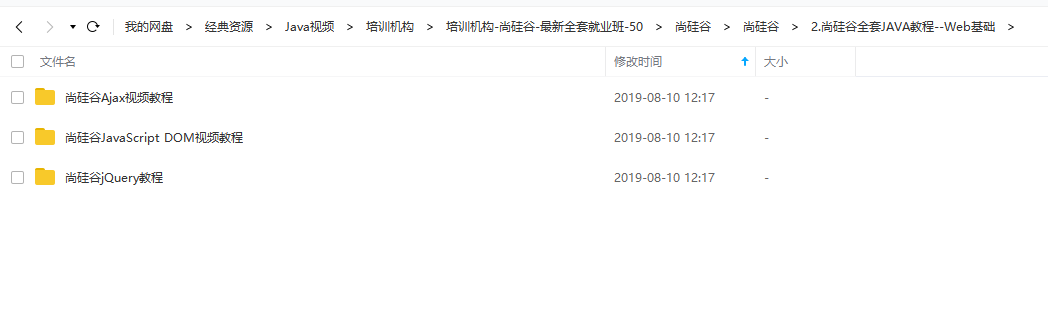 我的网盘 > 经典资源 > Java视频 > 培训机构 > 培训机构-尚硅谷-最新全套就业班-50 > 尚硅谷 > 尚硅谷 > 2.尚硅谷全套JAVA教程--Web基础 >
文件名 修改时间 大小
尚硅谷Ajax视频教程 2019-08-10 12:17 -
尚硅谷JavaScript DOM视频教程 2019-08-10 12:17 -
尚硅谷jQuery教程 2019-08-10 12:17 -